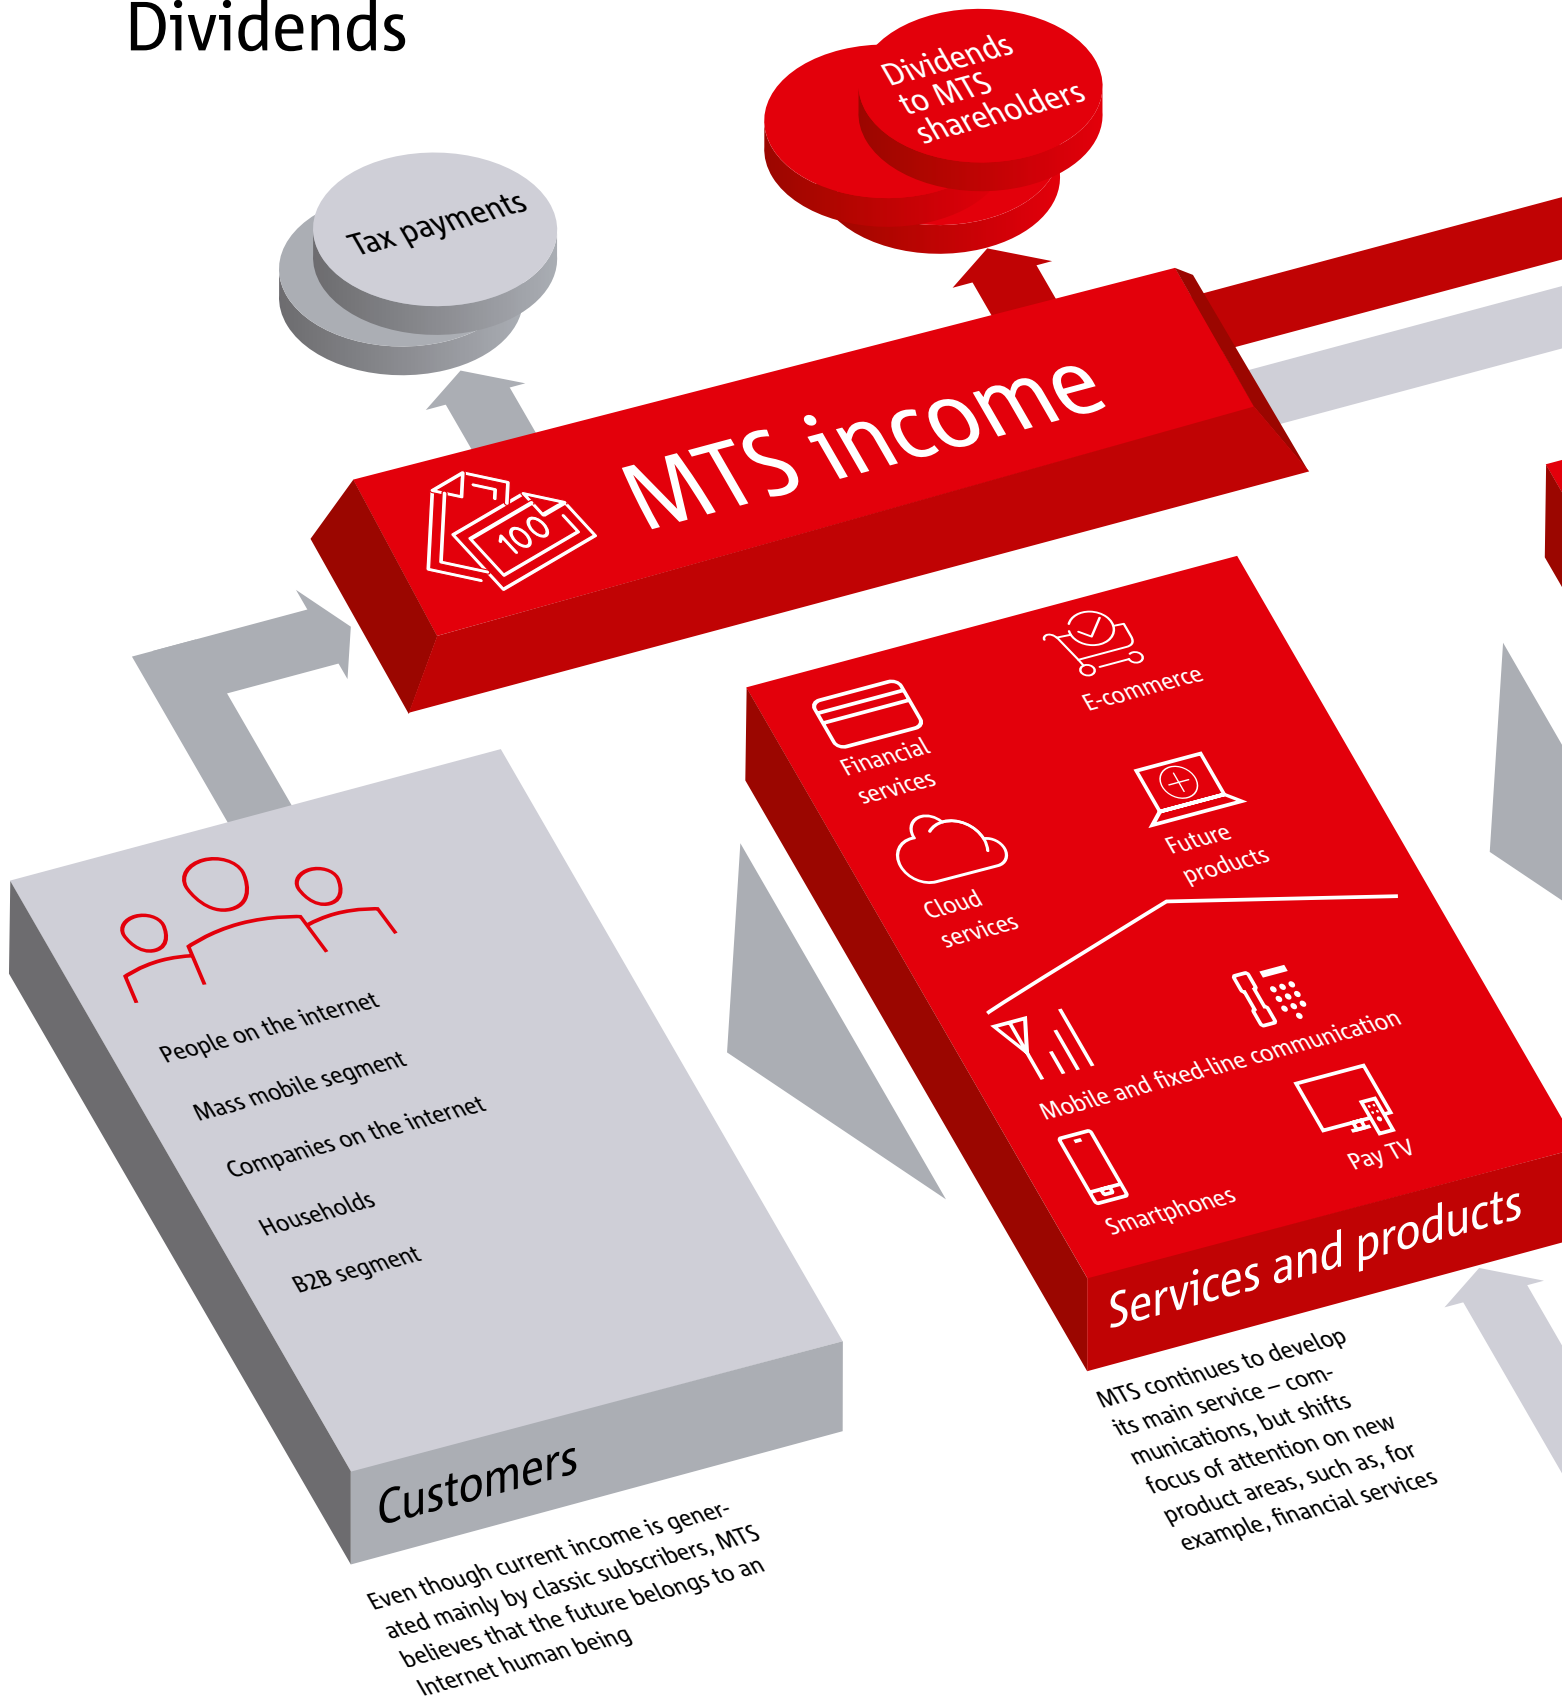 Dividends
Dividends
to MTS
shareholders
Tax payments
MTS income
100
E-commerce
Financial
services
Future
products
Cloud
services
Mobile and fixed-line communication
Pay TV
Smartphones
Services and products
MTS continues to develop
its main service – com-
munications, but shifts
focus of attention on new
product areas, such as, for
example, financial services
People on the internet
Mass mobile segment
Companies on the internet
Households
B2B segment
Customers
Even though current income is gener-
ated mainly by classic subscribers, MTS
believes that the future belongs to an
Internet human being